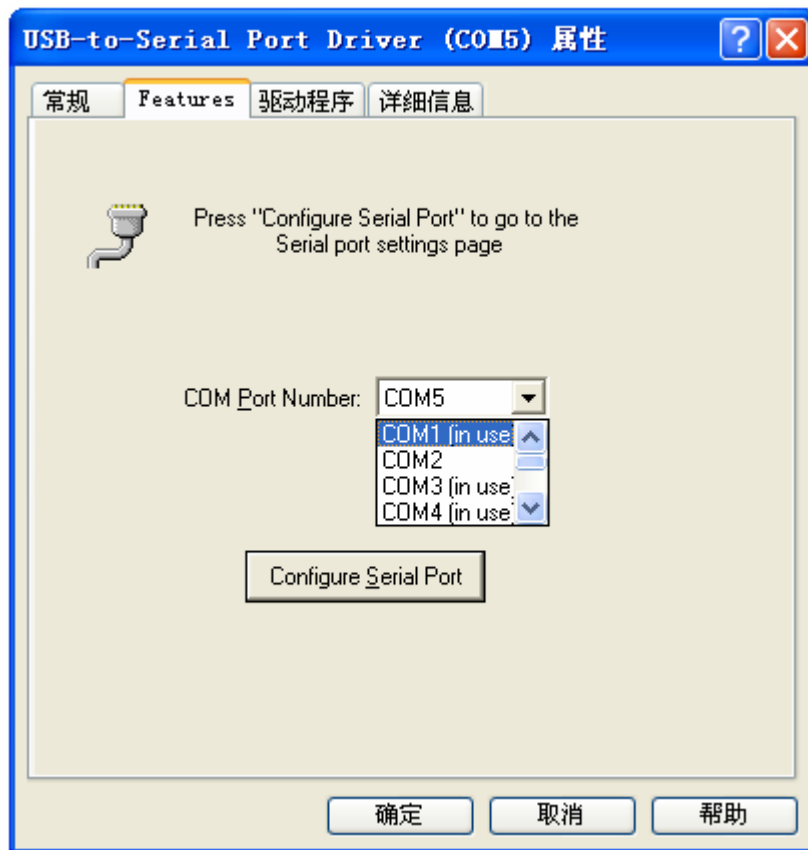 USB-to-Serial Port Driver (COM5) 属性
常规 Features 驱动程序 详细信息
Press "Configure Serial Port" to go to the
Serial port settings page
COM Port Number: COM5
COM1 (in use
COM2
COM3 (in use)
COM4 (in use
Configure Serial Port
确定 取消 帮助